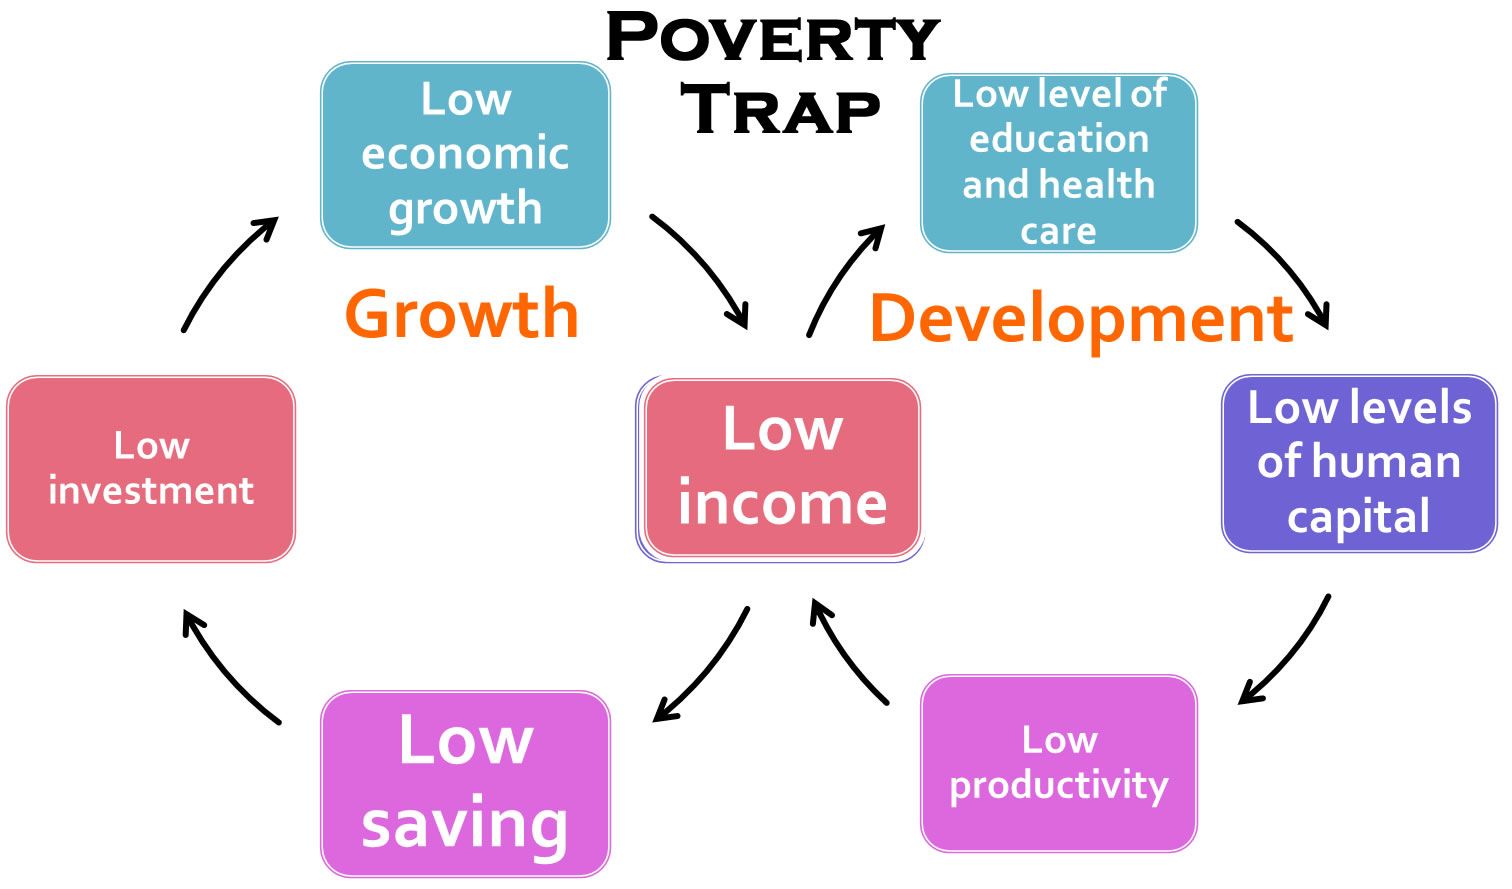 POVERTY
TRAP
Low
economic
growth
Low level of
education
and health
care
Growth
Development
Low
investment
Low
income
Low levels
of human
capital
Low
saving
Low
productivity